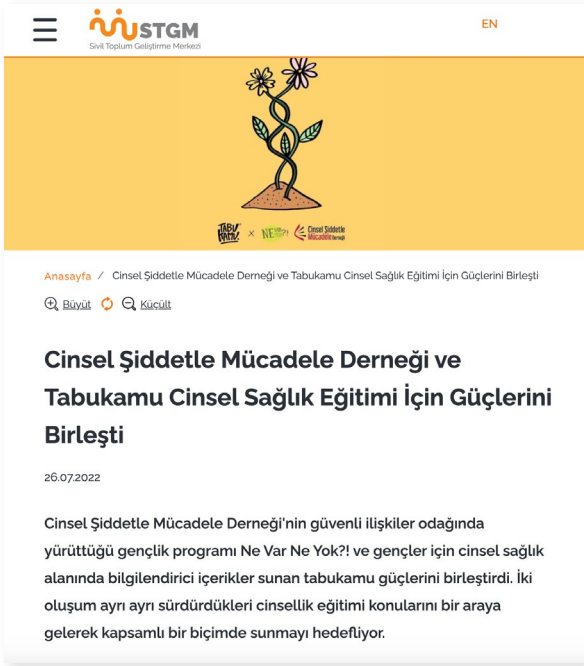 STGM
EN
Sivil Toplum Geliştirme Merkezi
TABU KAMU × NE Cinsel Şiddetle
Mücadele Derneği
Anasayfa / Cinsel Şiddetle Mücadele Derneği ve Tabukamu Cinsel Sağlık Eğitimi İçin Güçlerini Birleşti
Büyüt Küçült
Cinsel Şiddetle Mücadele Derneği ve
Tabukamu Cinsel Sağlık Eğitimi İçin Güçlerini
Birleşti
26.07.2022
Cinsel Şiddetle Mücadele Derneği'nin güvenli ilişkiler odağında
yürüttüğü gençlik programı Ne Var Ne Yok?! ve gençler için cinsel sağlık
alanında bilgilendirici içerikler sunan tabukamu güçlerini birleştirdi. İki
oluşum ayrı ayrı sürdürdükleri cinsellik eğitimi konularını bir araya
gelerek kapsamlı bir biçimde sunmayı hedefliyor.